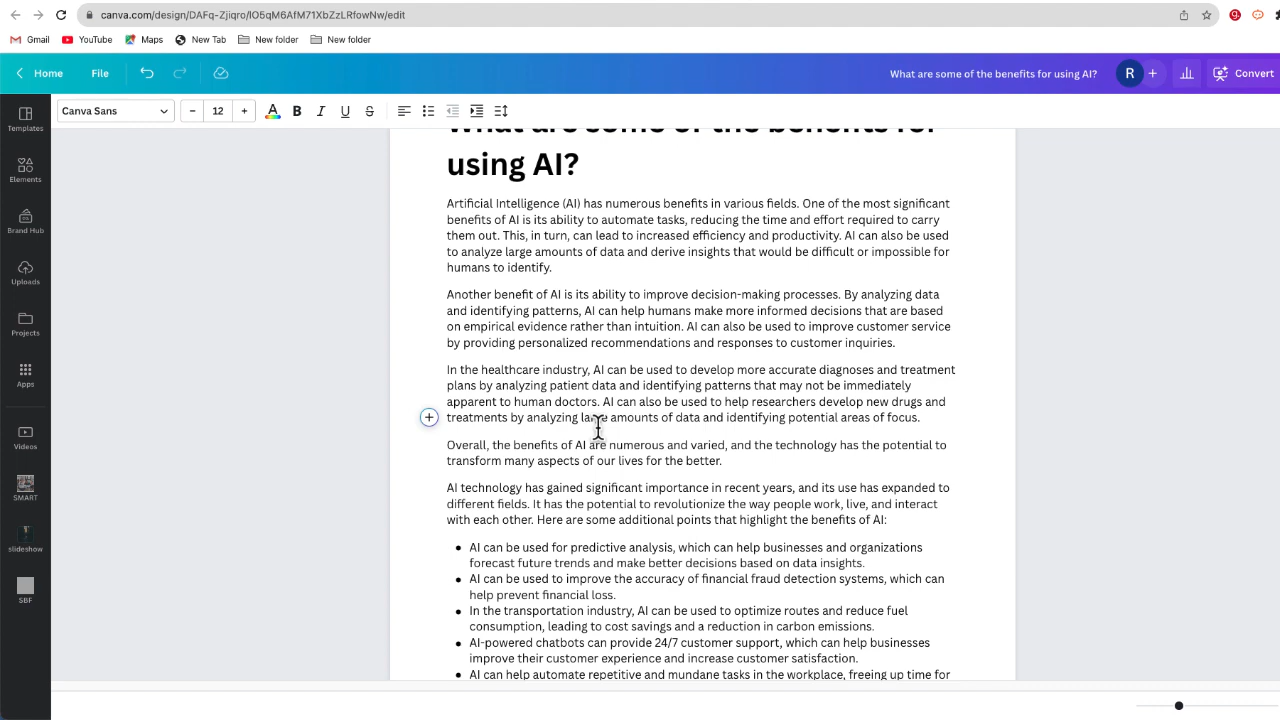 canva.com/design/DAFq-Zjiqro/lO5qM6AfM71XbZzLRfowNw/edit
Gmail YouTube Maps New Tab New folder New folder
Home File What are some of the benefits for using AI? R + Convert
Canva Sans − 12 + A B I U S
Templates
Elements
Brand Hub
Uploads
Projects
Apps
Videos
SMART
slideshow
SBF
What are some of the benefits for
using AI?
Artificial Intelligence (AI) has numerous benefits in various fields. One of the most significant
benefits of AI is its ability to automate tasks, reducing the time and effort required to carry
them out. This, in turn, can lead to increased efficiency and productivity. AI can also be used
to analyze large amounts of data and derive insights that would be difficult or impossible for
humans to identify.
Another benefit of AI is its ability to improve decision-making processes. By analyzing data
and identifying patterns, AI can help humans make more informed decisions that are based
on empirical evidence rather than intuition. AI can also be used to improve customer service
by providing personalized recommendations and responses to customer inquiries.
In the healthcare industry, AI can be used to develop more accurate diagnoses and treatment
plans by analyzing patient data and identifying patterns that may not be immediately
apparent to human doctors. AI can also be used to help researchers develop new drugs and
treatments by analyzing large amounts of data and identifying potential areas of focus.
Overall, the benefits of AI are numerous and varied, and the technology has the potential to
transform many aspects of our lives for the better.
AI technology has gained significant importance in recent years, and its use has expanded to
different fields. It has the potential to revolutionize the way people work, live, and interact
with each other. Here are some additional points that highlight the benefits of AI:
• AI can be used for predictive analysis, which can help businesses and organizations
forecast future trends and make better decisions based on data insights.
• AI can be used to improve the accuracy of financial fraud detection systems, which can
help prevent financial loss.
• In the transportation industry, AI can be used to optimize routes and reduce fuel
consumption, leading to cost savings and a reduction in carbon emissions.
• AI-powered chatbots can provide 24/7 customer support, which can help businesses
improve their customer experience and increase customer satisfaction.
• AI can help automate repetitive and mundane tasks in the workplace, freeing up time for